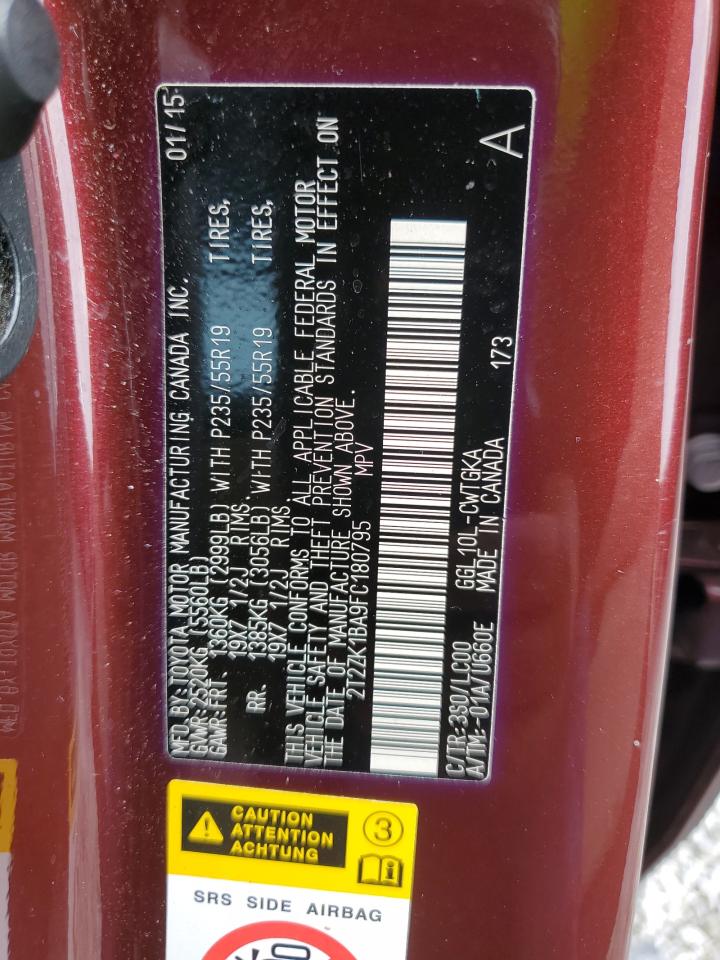 MFD BY: TOYOTA MOTOR MANUFACTURING CANADA INC. 01/15
GVWR: 2520KG (5560LB)
GAWR: FRT 1360KG (2999LB) WITH P235/55R19 TIRES,
19X7 1/2J RIMS,
RR. 1385KG (3056LB) WITH P235/55R19 TIRES,
19X7 1/2J RIMS.
THIS VEHICLE CONFORMS TO ALL APPLICABLE FEDERAL MOTOR
VEHICLE SAFETY AND THEFT PREVENTION STANDARDS IN EFFECT ON
THE DATE OF MANUFACTURE SHOWN ABOVE.
2T2ZK1BA9FC180795 MPV
C/TR: 3S0/LC00 GGL10L-CWTGKA
A/TM: -01A/U660E MADE IN CANADA 173 A
CAUTION
ATTENTION
ACHTUNG
3
SRS SIDE AIRBAG